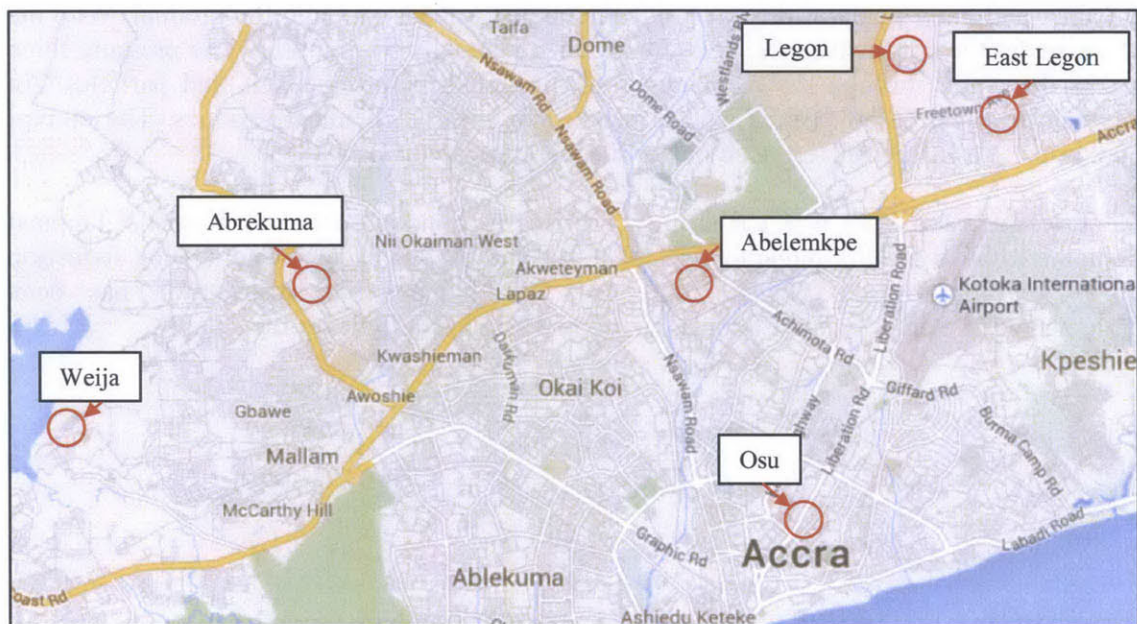 Taifa
Dome
Nsawam Rd
Westlands Blv
Legon
East Legon
Dome Road
Freetown Ave
Accra
Nsawam Road
Abrekuma
Nii Okaiman West
Abelemkpe
Akweteyman
Lapaz
Liberation Road
Kotoka International
Airport
Achimota Rd
Kwashieman
Daikuman Rd
Nsawam Road
Kpeshie
Weija
Awoshie
Okai Koi
Giffard Rd
Gbawe
Liberation Rd
Burma Camp Rd
Mallam
Osu
McCarthy Hill
Graphic Rd
Labadi Road
Accra
Coast Rd
Ablekuma
Ashiedu Keteke